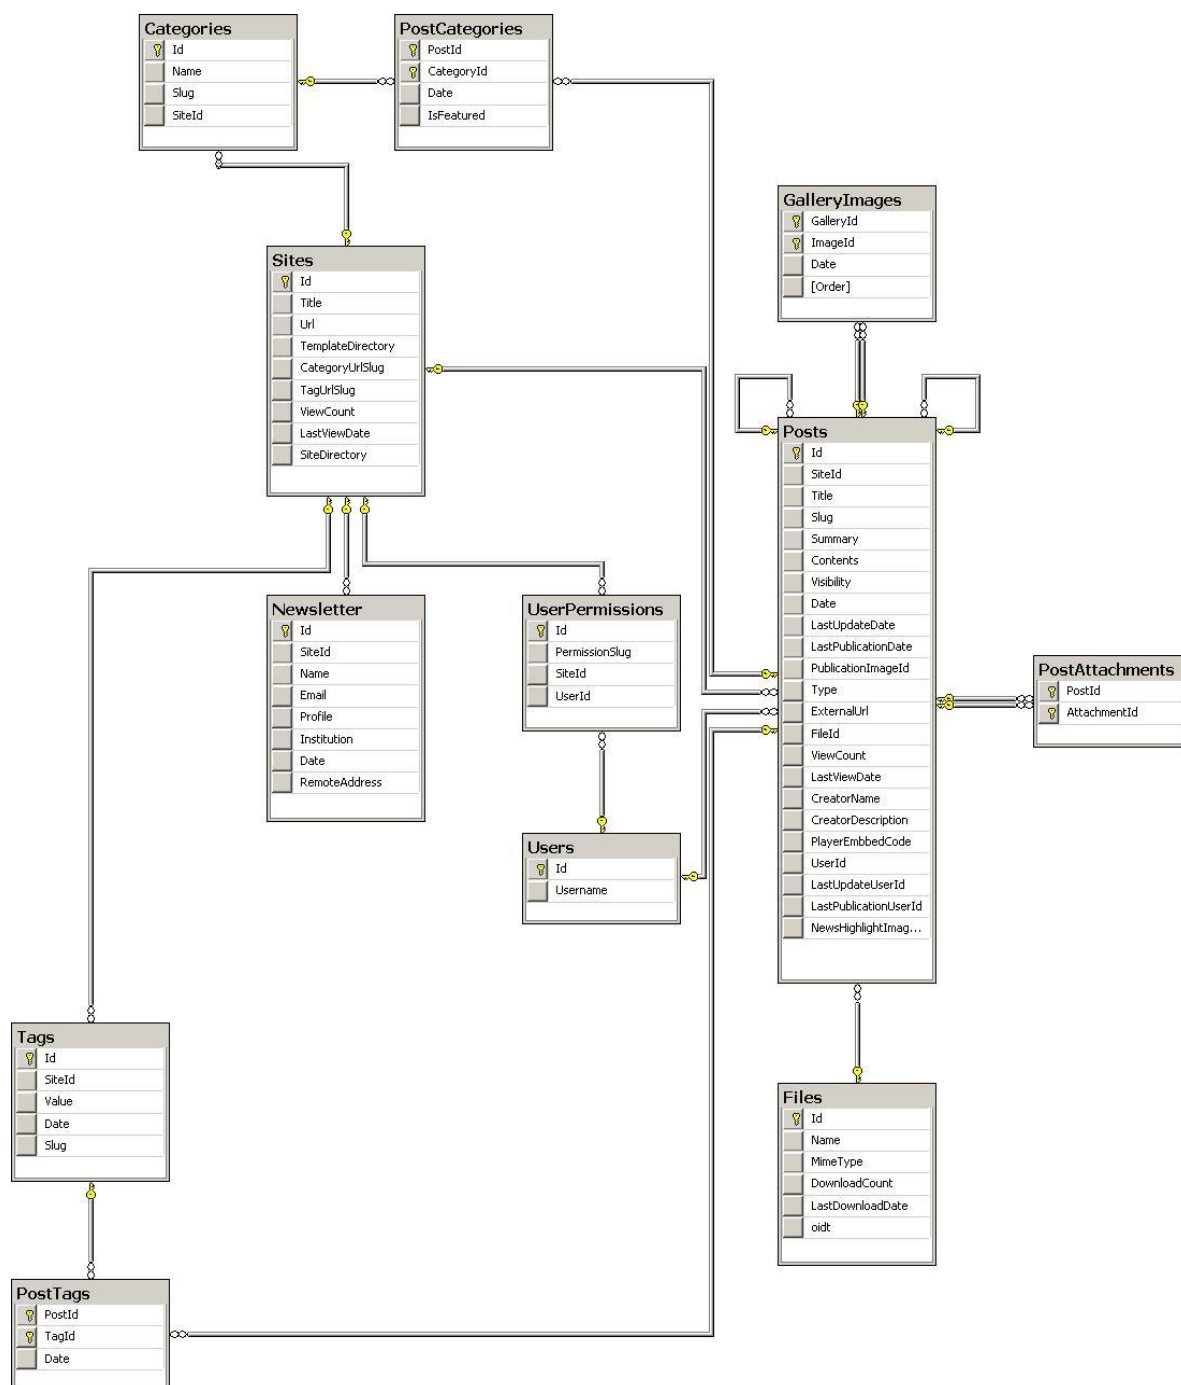 Categories
Id
Name
Slug
SiteId
PostCategories
PostId
CategoryId
Date
IsFeatured
GalleryImages
GalleryId
ImageId
Date
[Order]
Sites
Id
Title
Url
TemplateDirectory
CategoryUrlSlug
TagUrlSlug
ViewCount
LastViewDate
SiteDirectory
Posts
Id
SiteId
Title
Slug
Summary
Contents
Visibility
Date
LastUpdateDate
LastPublicationDate
PublicationImageId
Type
ExternalUrl
FileId
ViewCount
LastViewDate
CreatorName
CreatorDescription
PlayerEmbbedCode
UserId
LastUpdateUserId
LastPublicationUserId
NewsHighlightImag...
Newsletter
Id
SiteId
Name
Email
Profile
Institution
Date
RemoteAddress
UserPermissions
Id
PermissionSlug
SiteId
UserId
PostAttachments
PostId
AttachmentId
Users
Id
Username
Tags
Id
SiteId
Value
Date
Slug
Files
Id
Name
MimeType
DownloadCount
LastDownloadDate
oidt
PostTags
PostId
TagId
Date